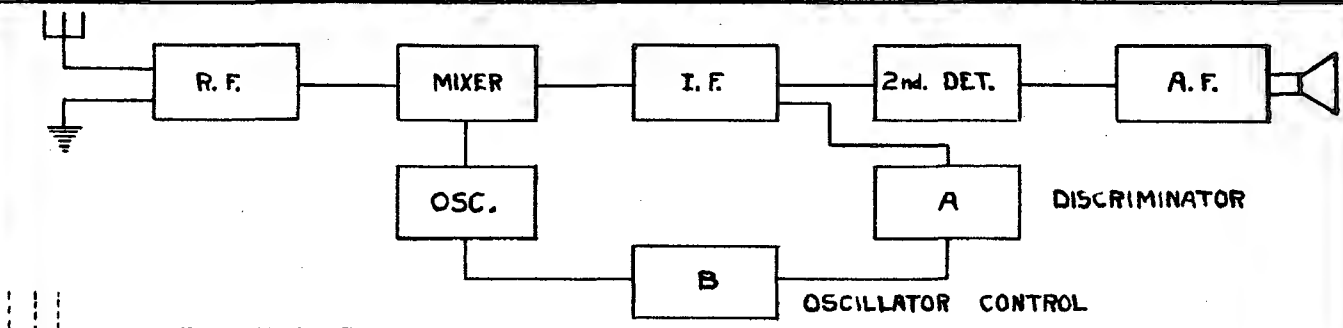 R. F.
MIXER
I. F.
2nd. DET.
A. F.
OSC.
A
DISCRIMINATOR
B
OSCILLATOR CONTROL